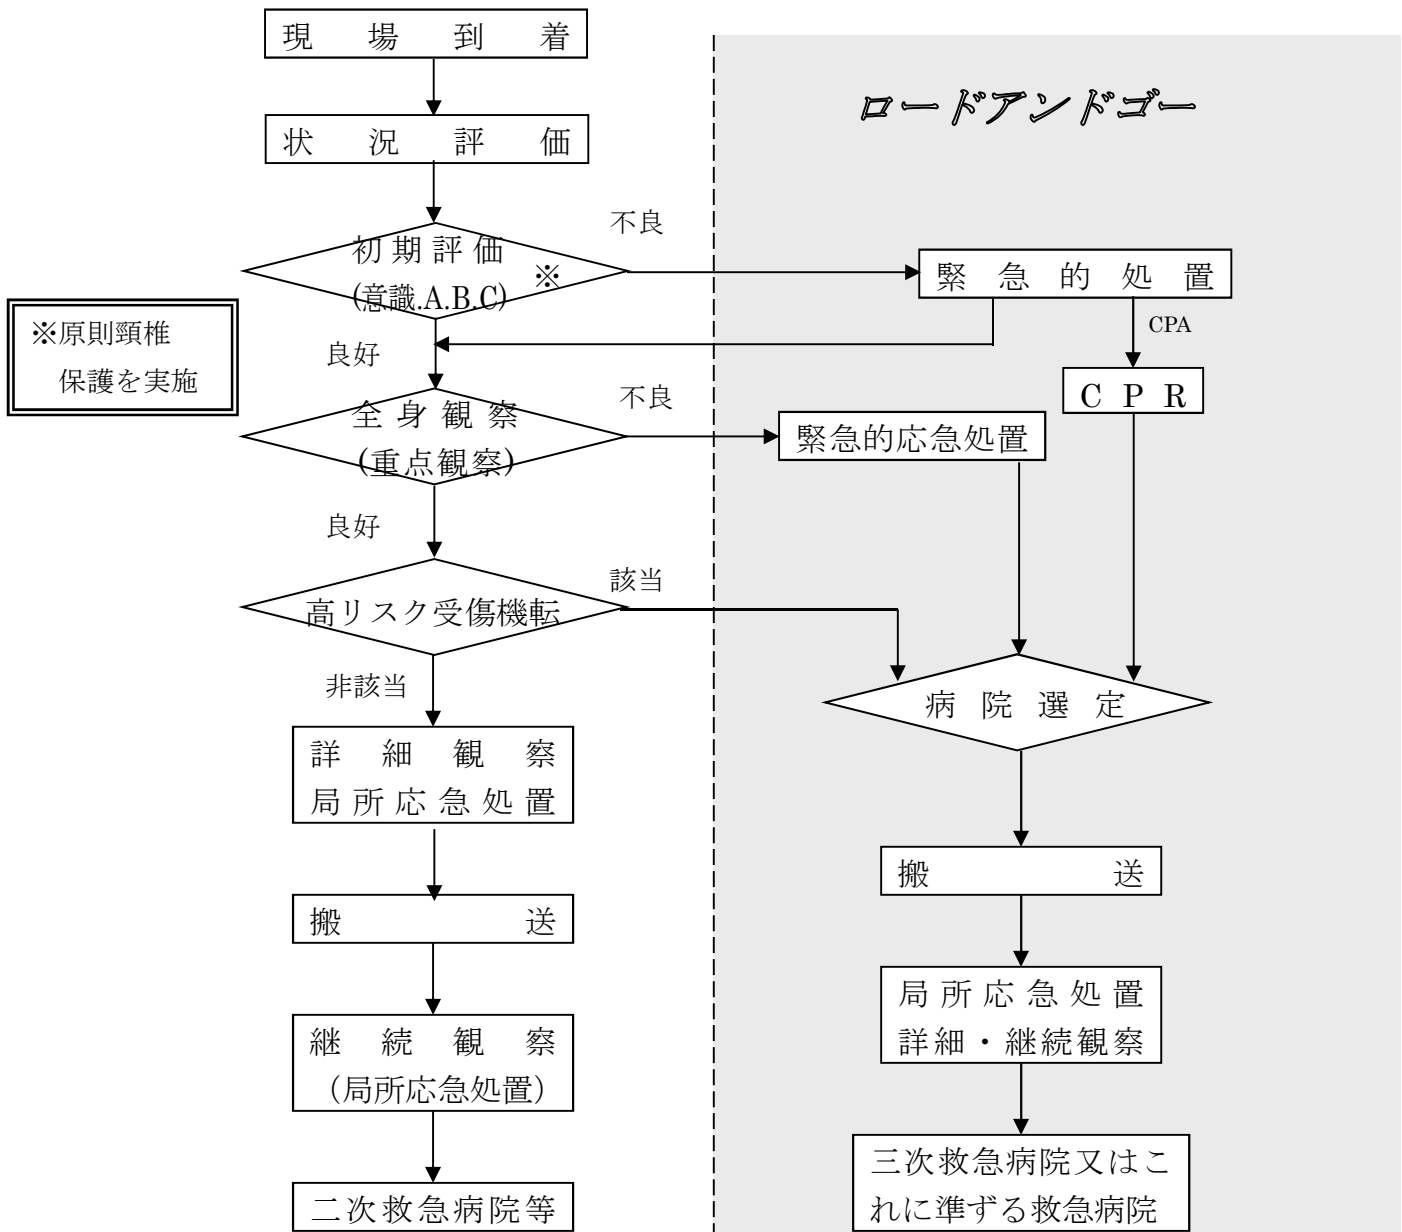 現場到着
ロードアンドゴー
状況評価
不良
初期評価
(意識.A.B.C)
※
緊急的処置
※原則頸椎
保護を実施
CPA
良好
CPR
全身観察
(重点観察)
不良
緊急的応急処置
良好
高リスク受傷機転
該当
非該当
病院選定
詳細観察
局所応急処置
搬送
搬送
局所応急処置
詳細・継続観察
継続観察
（局所応急処置）
三次救急病院又はこ
れに準ずる救急病院
二次救急病院等